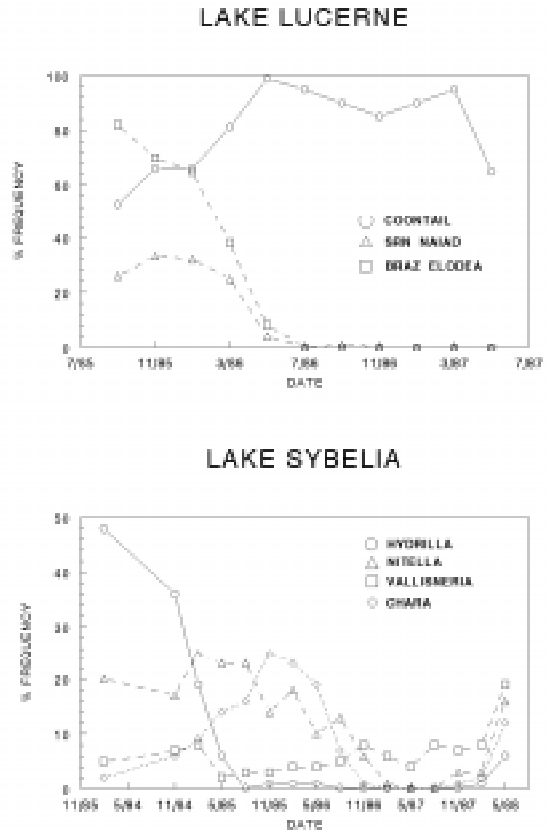 LAKE LUCERNE
100
80
60
40
20
0
% FREQUENCY
COONTAIL
SRN NAIAD
BRAZ ELODEA
7/85 11/85 3/86 7/86 11/86 3/87 7/87
DATE
LAKE SYBELIA
50
40
30
20
10
0
% FREQUENCY
HYDRILLA
NITELLA
VALLISNERIA
CHARA
5/84 11/84 5/85 11/85 5/86 11/86 5/87 11/87 5/88
DATE